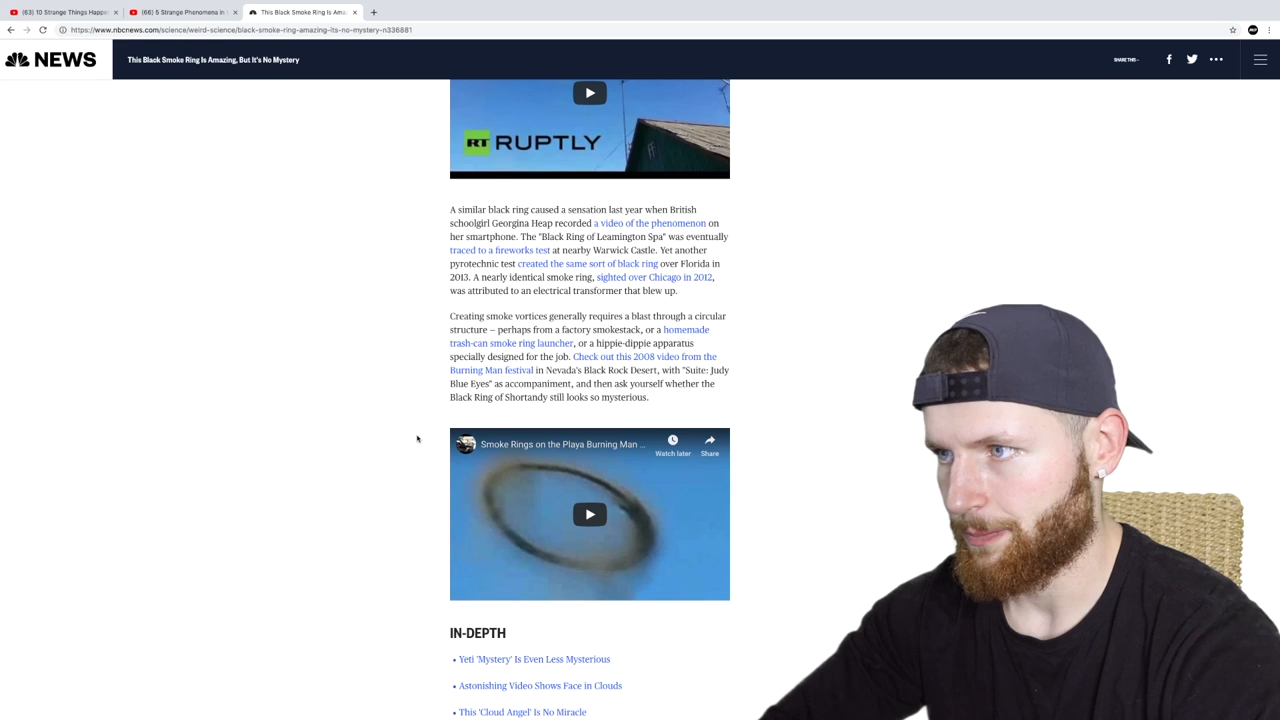 (63) 10 Strange Things Happen
(66) 5 Strange Phenomena in
This Black Smoke Ring Is Ama
https://www.nbcnews.com/science/weird-science/black-smoke-ring-amazing-its-no-mystery-n336881
NEWS
This Black Smoke Ring Is Amazing, But It's No Mystery
SHARE THIS —
RT RUPTLY
A similar black ring caused a sensation last year when British
schoolgirl Georgina Heap recorded a video of the phenomenon on
her smartphone. The "Black Ring of Leamington Spa" was eventually
traced to a fireworks test at nearby Warwick Castle. Yet another
pyrotechnic test created the same sort of black ring over Florida in
2013. A nearly identical smoke ring, sighted over Chicago in 2012,
was attributed to an electrical transformer that blew up.
Creating smoke vortices generally requires a blast through a circular
structure — perhaps from a factory smokestack, or a homemade
trash-can smoke ring launcher, or a hippie-dippie apparatus
specially designed for the job. Check out this 2008 video from the
Burning Man festival in Nevada's Black Rock Desert, with "Suite: Judy
Blue Eyes" as accompaniment, and then ask yourself whether the
Black Ring of Shortandy still looks so mysterious.
Smoke Rings on the Playa Burning Man ...
Watch later
Share
IN-DEPTH
• Yeti 'Mystery' Is Even Less Mysterious
• Astonishing Video Shows Face in Clouds
• This 'Cloud Angel' Is No Miracle